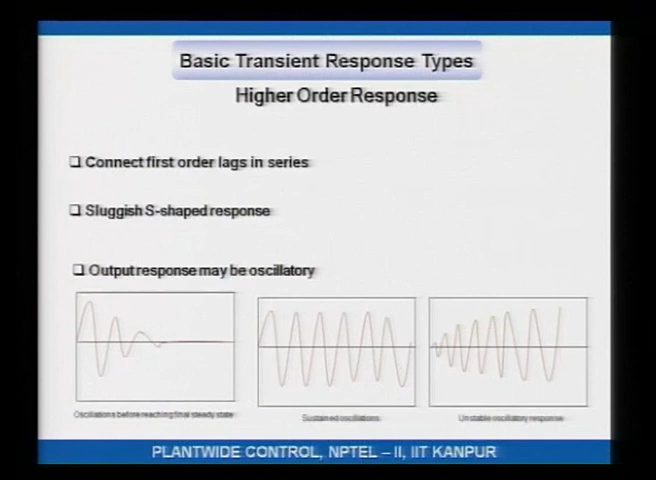 Basic Transient Response Types
Higher Order Response
❑ Connect first order lags in series
❑ Sluggish S-shaped response
❑ Output response may be oscillatory
Oscillations before reaching final steady state
Sustained oscillations
Unstable oscillatory response
PLANTWIDE CONTROL, NPTEL – II, IIT KANPUR